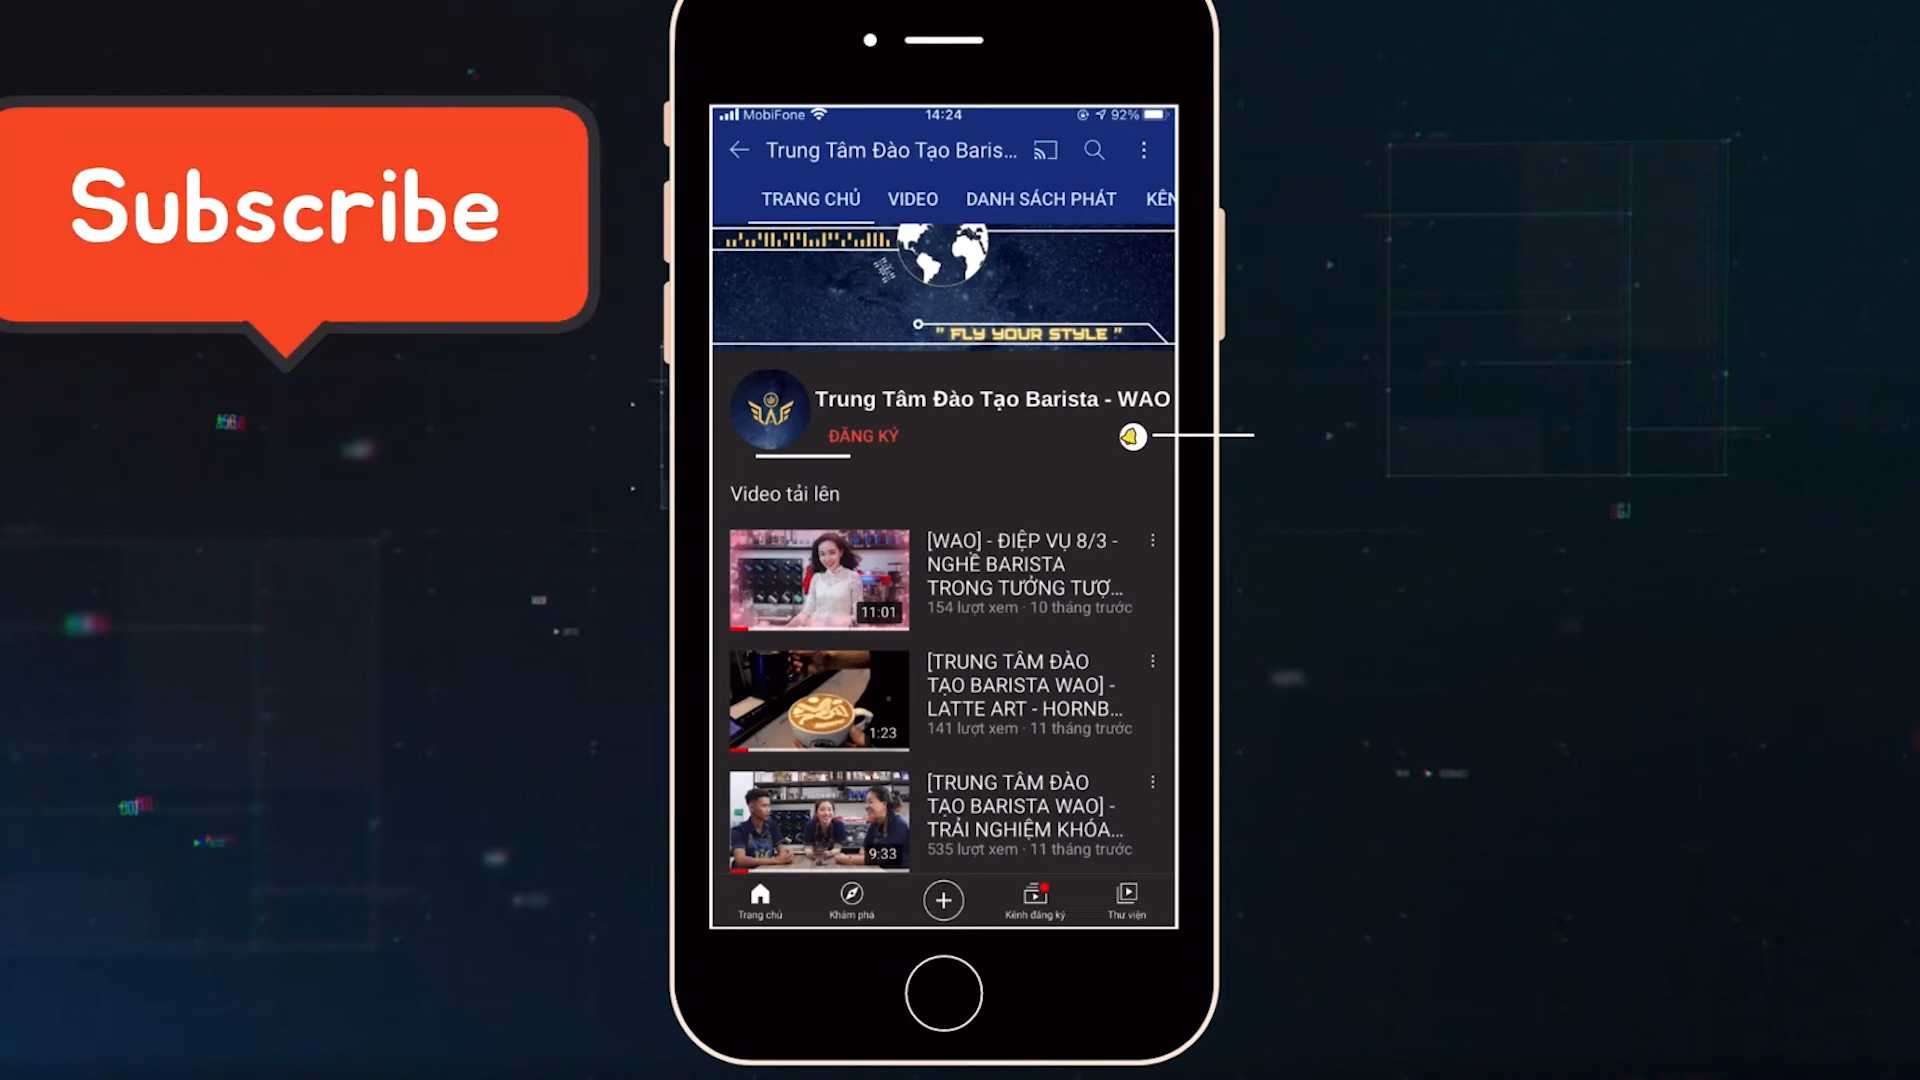 Subscribe
MobiFone
14:24
92%
Trung Tâm Đào Tạo Baris...
TRANG CHỦ
VIDEO
DANH SÁCH PHÁT
KÊN
" FLY YOUR STYLE "
Trung Tâm Đào Tạo Barista - WAO
ĐĂNG KÝ
Video tải lên
[WAO] - ĐIỆP VỤ 8/3 -
NGHỀ BARISTA
TRONG TƯỞNG TƯỢ...
154 lượt xem · 10 tháng trước
11:01
[TRUNG TÂM ĐÀO
TẠO BARISTA WAO] -
LATTE ART - HORNB...
141 lượt xem · 11 tháng trước
1:23
[TRUNG TÂM ĐÀO
TẠO BARISTA WAO] -
TRẢI NGHIỆM KHÓA...
535 lượt xem · 11 tháng trước
9:33
Trang chủ
Khám phá
Kênh đăng ký
Thư viện